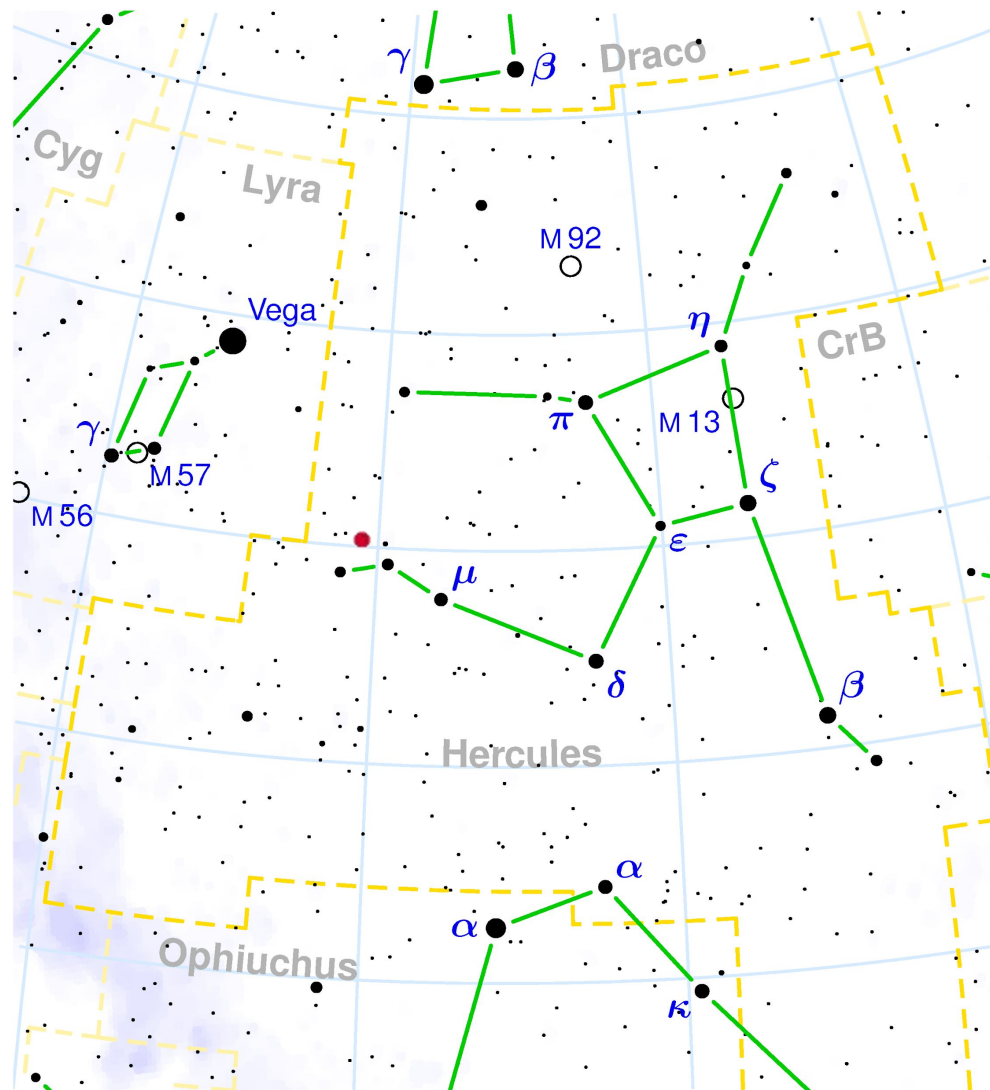 γ
β
Draco
Cyg
Lyra
M 92
Vega
η
CrB
γ
π
M 13
M 57
ζ
M 56
ε
μ
δ
β
Hercules
α
α
Ophiuchus
κ